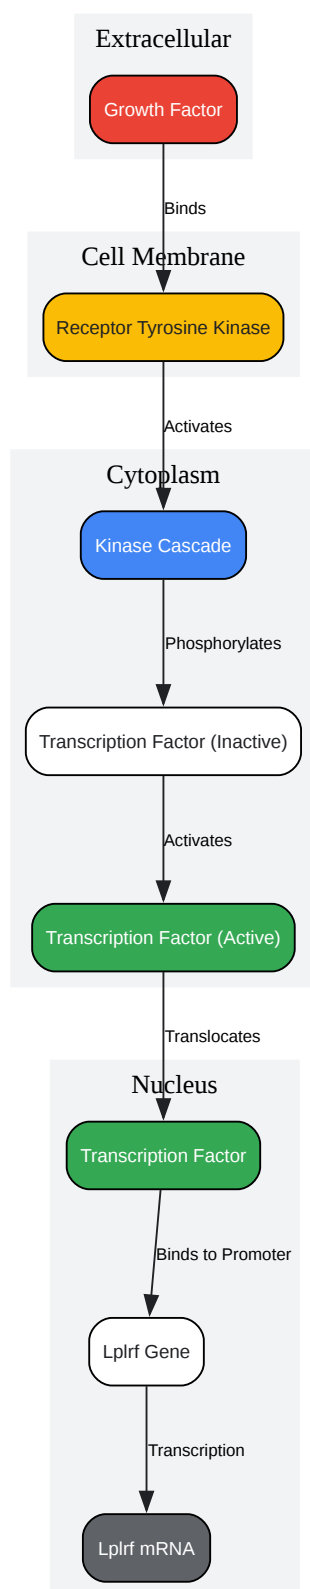 Extracellular
Growth Factor
Binds
Cell Membrane
Receptor Tyrosine Kinase
Activates
Cytoplasm
Kinase Cascade
Phosphorylates
Transcription Factor (Inactive)
Activates
Transcription Factor (Active)
Translocates
Nucleus
Transcription Factor
Binds to Promoter
Lplrf Gene
Transcription
Lplrf mRNA